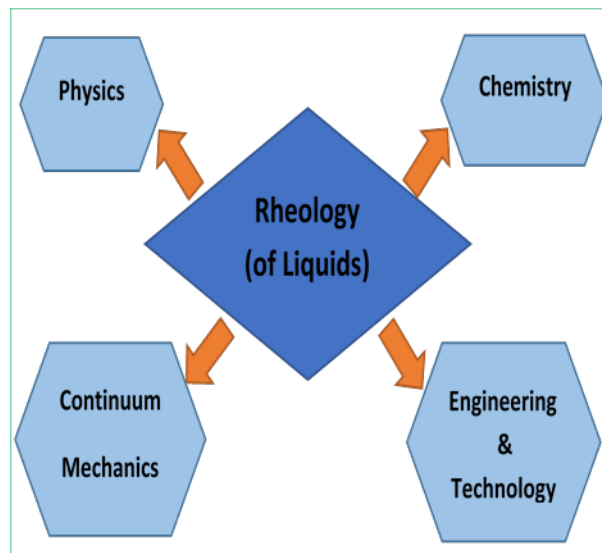 Physics
Chemistry
Rheology
(of Liquids)
Continuum
Mechanics
Engineering
&
Technology